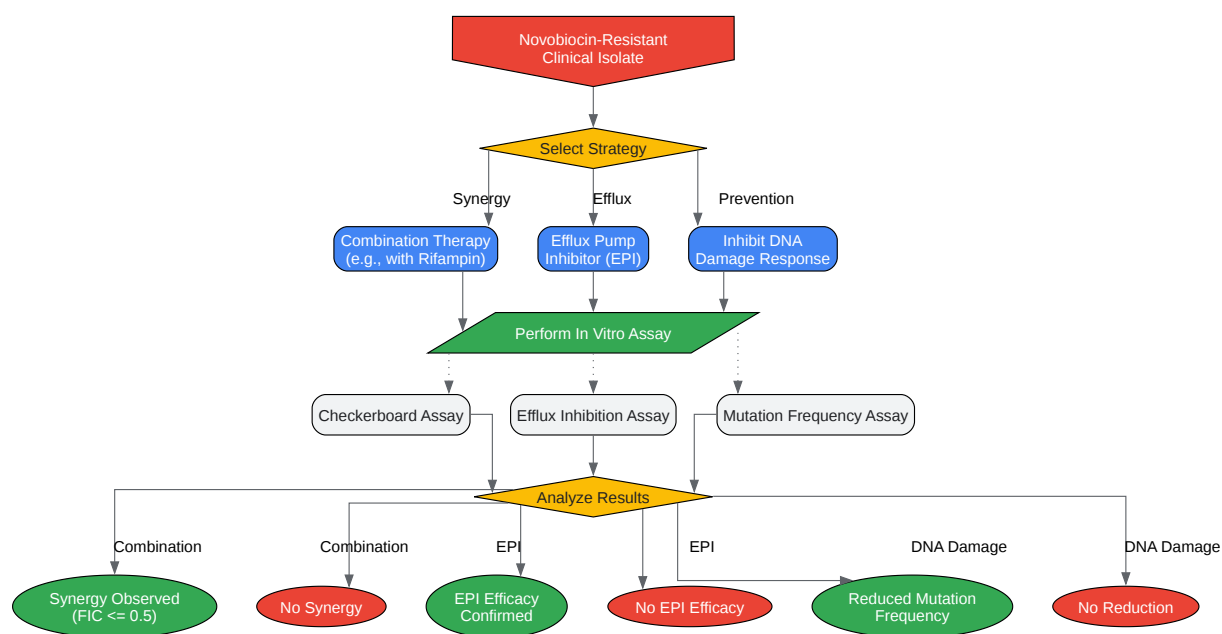 Novobiocin-Resistant
Clinical Isolate
Select Strategy
Synergy
Efflux
Prevention
Combination Therapy
(e.g., with Rifampin)
Efflux Pump
Inhibitor (EPI)
Inhibit DNA
Damage Response
Perform In Vitro Assay
Checkerboard Assay
Efflux Inhibition Assay
Mutation Frequency Assay
Analyze Results
Combination
Combination
EPI
EPI
DNA Damage
DNA Damage
Synergy Observed
(FIC <= 0.5)
No Synergy
EPI Efficacy
Confirmed
No EPI Efficacy
Reduced Mutation
Frequency
No Reduction